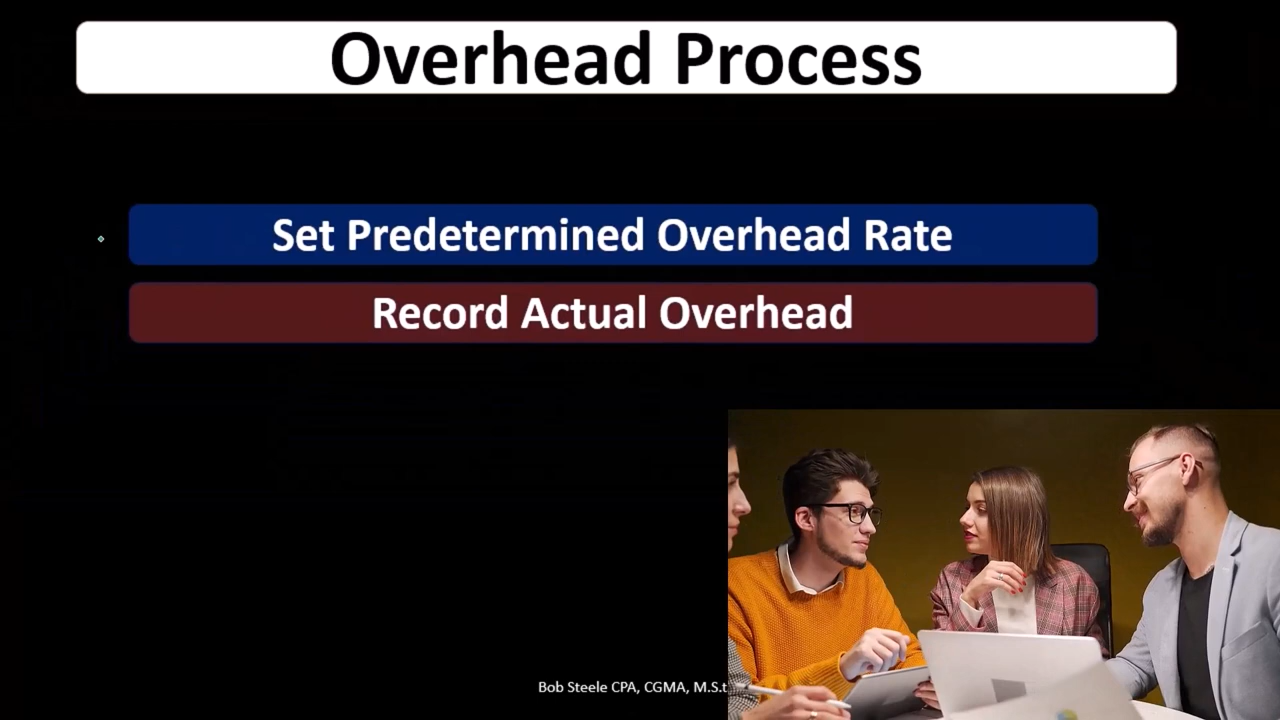 Overhead Process
Set Predetermined Overhead Rate
Record Actual Overhead
Bob Steele CPA, CGMA, M.S.t